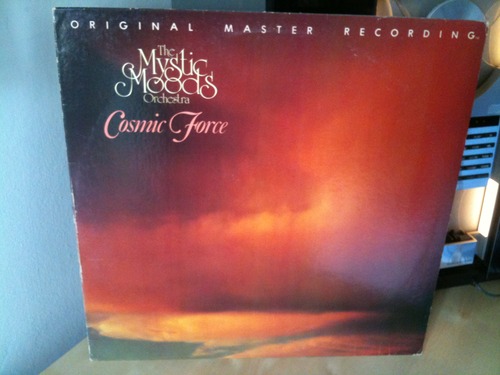 ORIGINAL MASTER RECORDING
The
Mystic
Moods
Orchestra
Cosmic Force